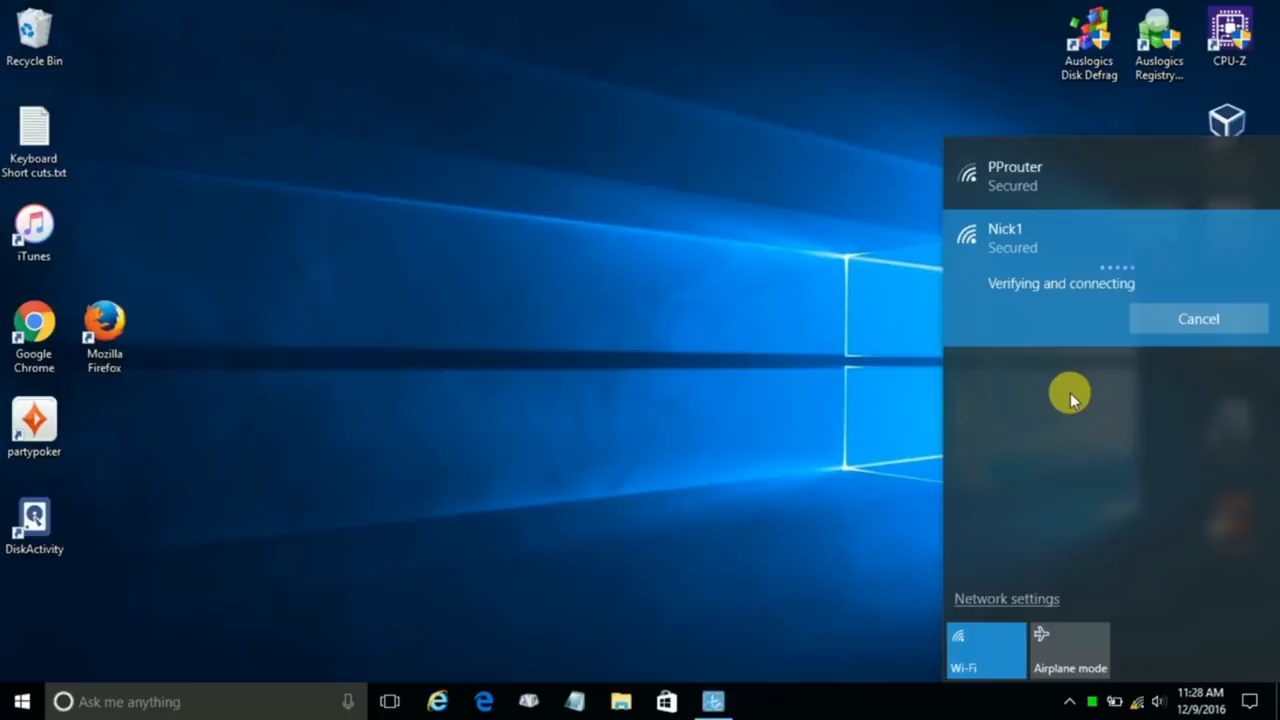 Recycle Bin
Keyboard
Short cuts.txt
iTunes
Google
Chrome
Mozilla
Firefox
partypoker
DiskActivity
Auslogics
Disk Defrag
Auslogics
Registry...
CPU-Z
PProuter
Secured
Nick1
Secured
Verifying and connecting
Cancel
Network settings
Wi-Fi
Airplane mode
Ask me anything
11:28 AM
12/9/2016